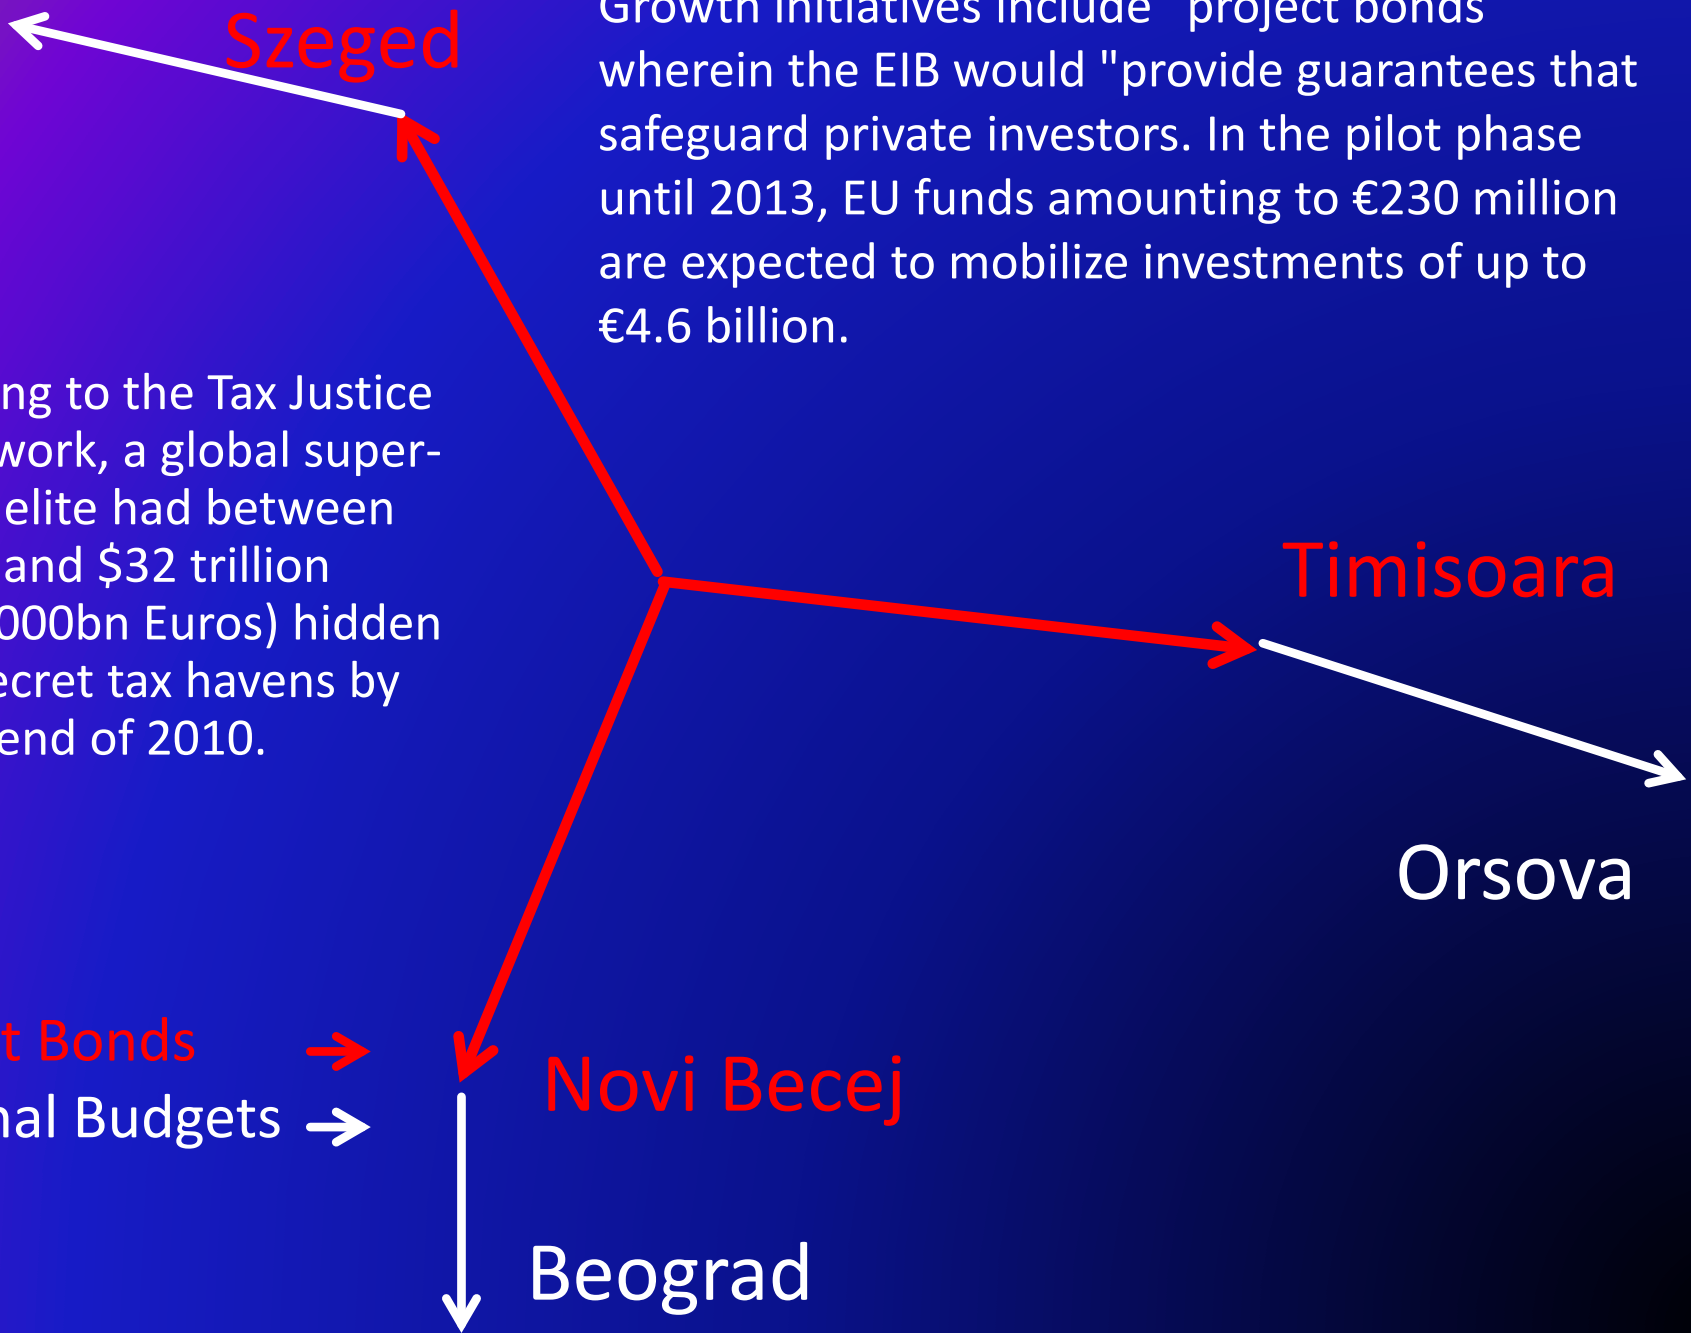 Szeged
Growth Initiatives include "project bonds
wherein the EIB would "provide guarantees that
safeguard private investors. In the pilot phase
until 2013, EU funds amounting to €230 million
are expected to mobilize investments of up to
€4.6 billion.
ng to the Tax Justice
work, a global super-
elite had between
and $32 trillion
000bn Euros) hidden
ecret tax havens by
end of 2010.
Timisoara
Orsova
t Bonds
nal Budgets
Novi Becej
Beograd